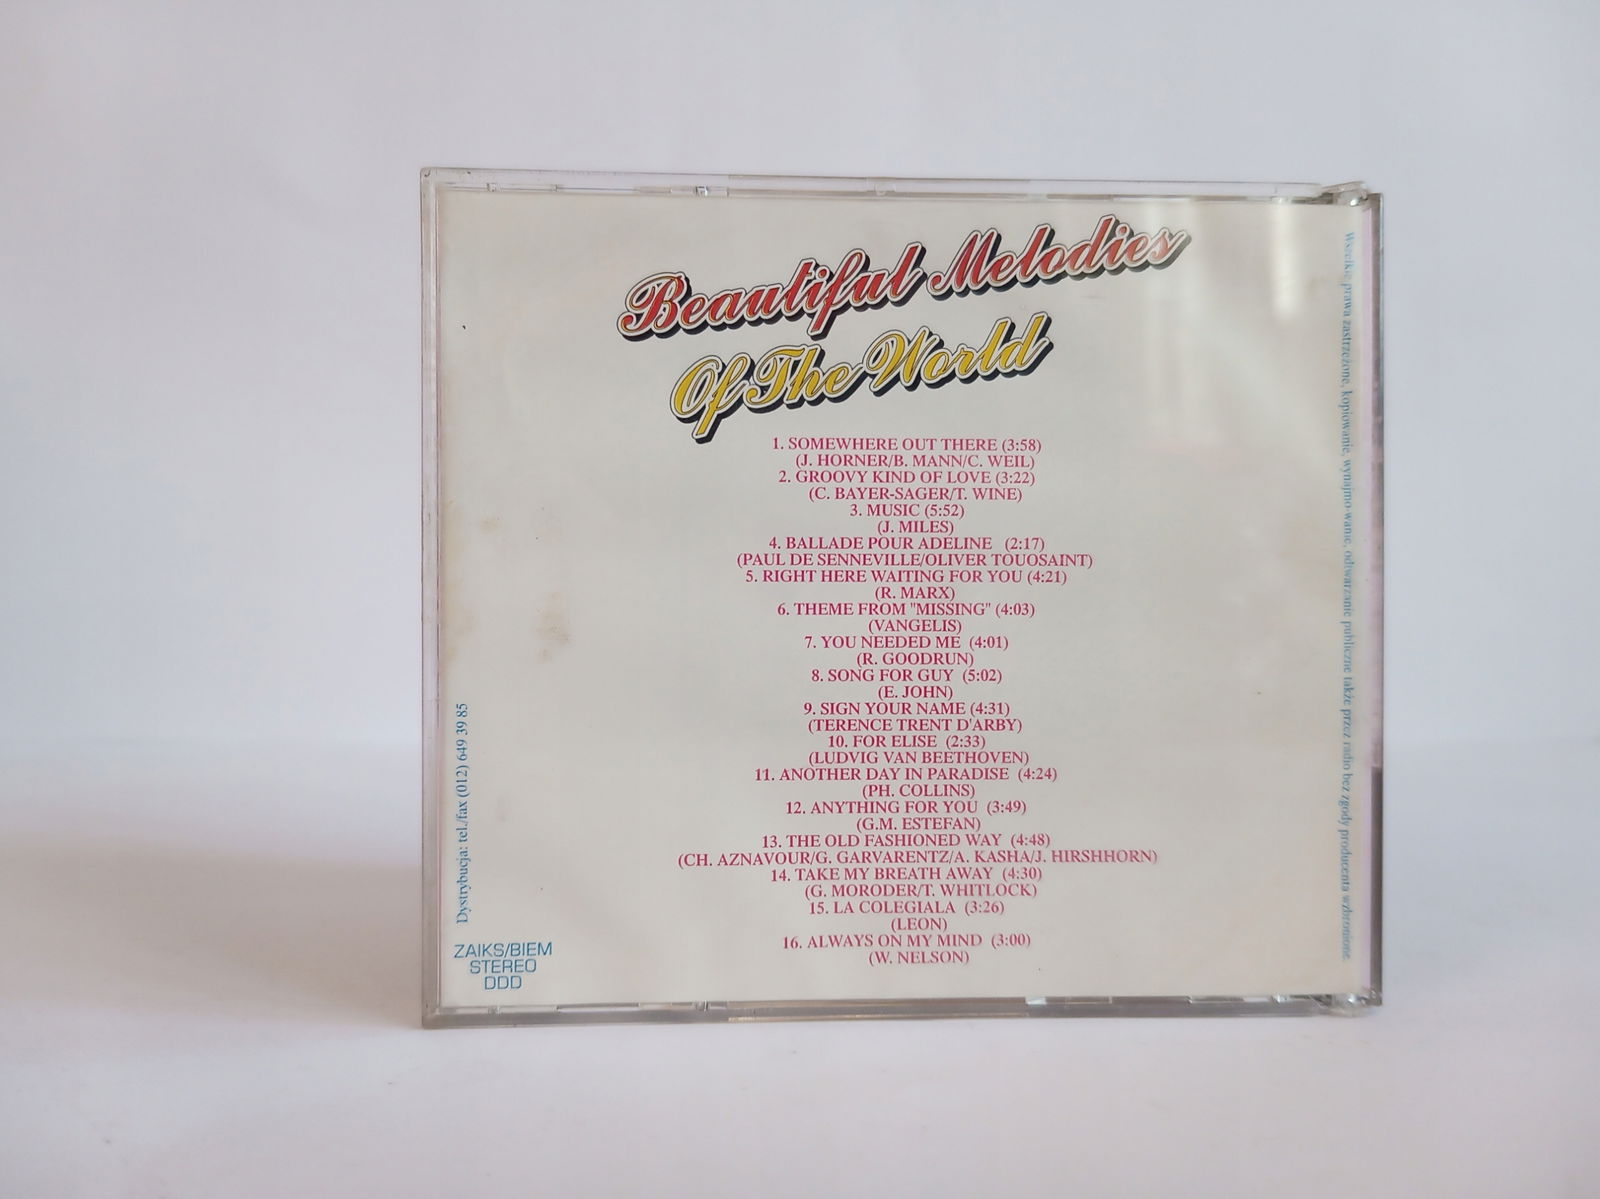 Beautiful Melodies
Of The World
1. SOMEWHERE OUT THERE (3:58)
(J. HORNER/B. MANN/C. WEIL)
2. GROOVY KIND OF LOVE (3:22)
(C. BAYER-SAGER/T. WINE)
3. MUSIC (5:52)
(J. MILES)
4. BALLADE POUR ADELINE (2:17)
(PAUL DE SENNEVILLE/OLIVER TOUOSAINT)
5. RIGHT HERE WAITING FOR YOU (4:21)
(R. MARX)
6. THEME FROM "MISSING" (4:03)
(VANGELIS)
7. YOU NEEDED ME (4:01)
(R. GOODRUN)
8. SONG FOR GUY (5:02)
(E. JOHN)
9. SIGN YOUR NAME (4:31)
(TERENCE TRENT D'ARBY)
10. FOR ELISE (2:33)
(LUDVIG VAN BEETHOVEN)
11. ANOTHER DAY IN PARADISE (4:24)
(PH. COLLINS)
12. ANYTHING FOR YOU (3:49)
(G.M. ESTEFAN)
13. THE OLD FASHIONED WAY (4:48)
(CH. AZNAVOUR/G. GARVARENTZ/A. KASHA/J. HIRSHHORN)
14. TAKE MY BREATH AWAY (4:30)
(G. MORODER/T. WHITLOCK)
15. LA COLEGIALA (3:26)
(LEON)
16. ALWAYS ON MY MIND (3:00)
(W. NELSON)
Dystrybucja: tel./fax (012) 649 39 85
ZAIKS/BIEM
STEREO
DDD
Wszelkie prawa zastrzeżone, kopiowanie, wynajmo-wanie, odtwarzanie publiczne także przez radio bez zgody producenta wzbronione.